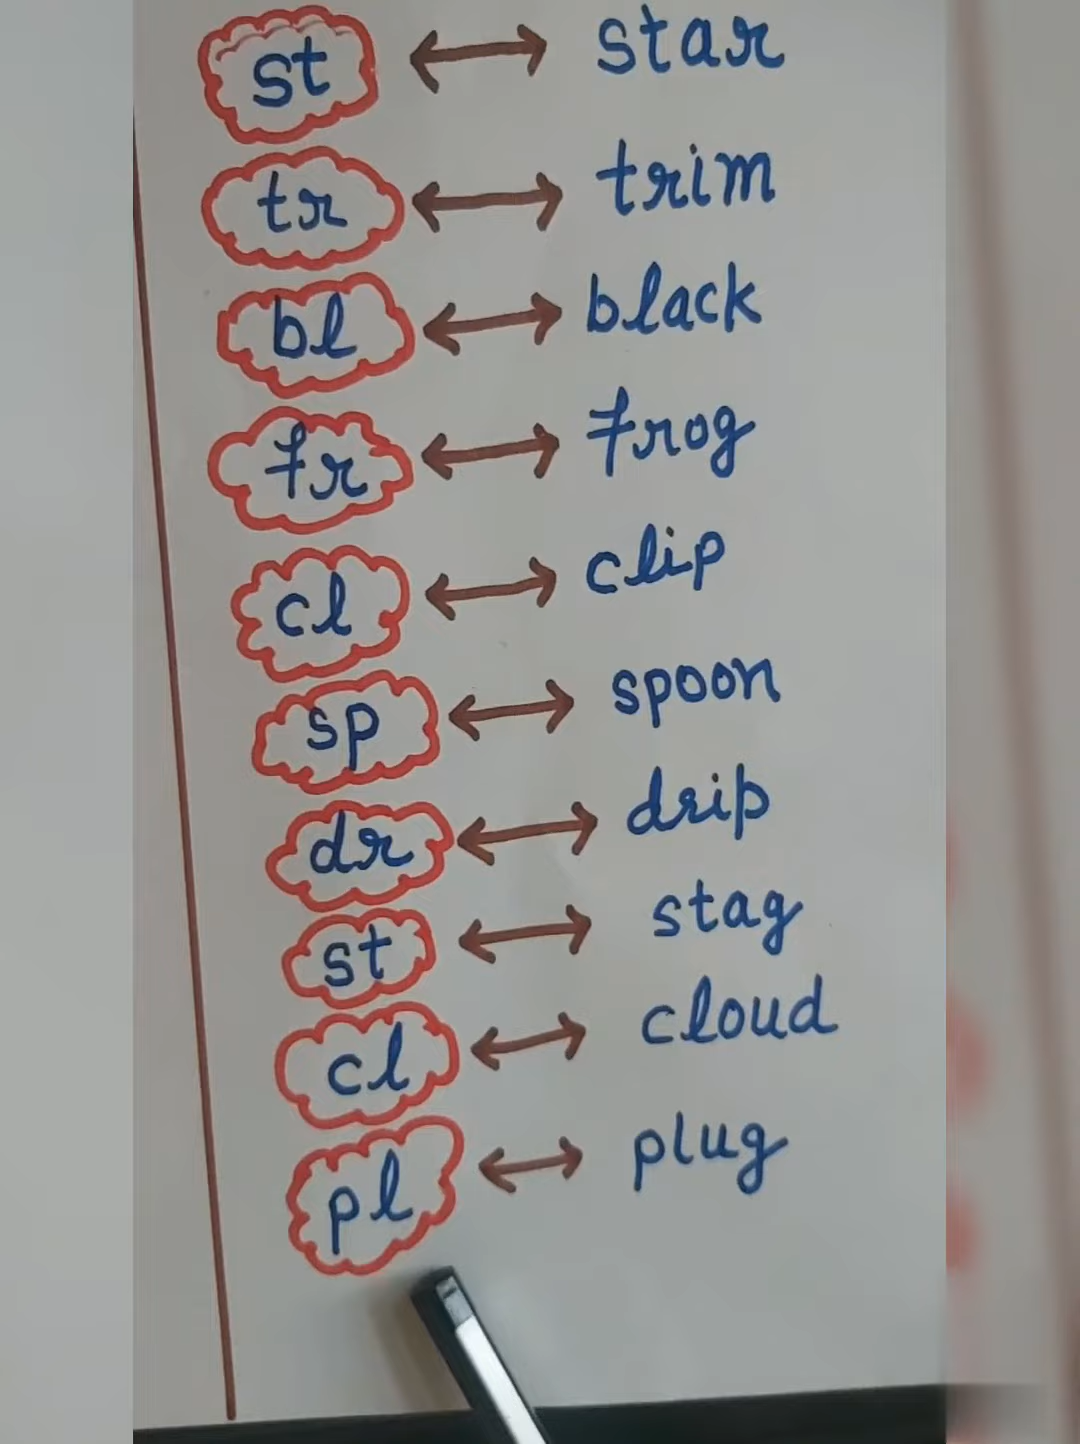 st ↔ star
tr ↔ trim
bl ↔ black
fr ↔ frog
cl ↔ clip
sp ↔ spoon
dr ↔ drip
st ↔ stag
cl ↔ cloud
pl ↔ plug